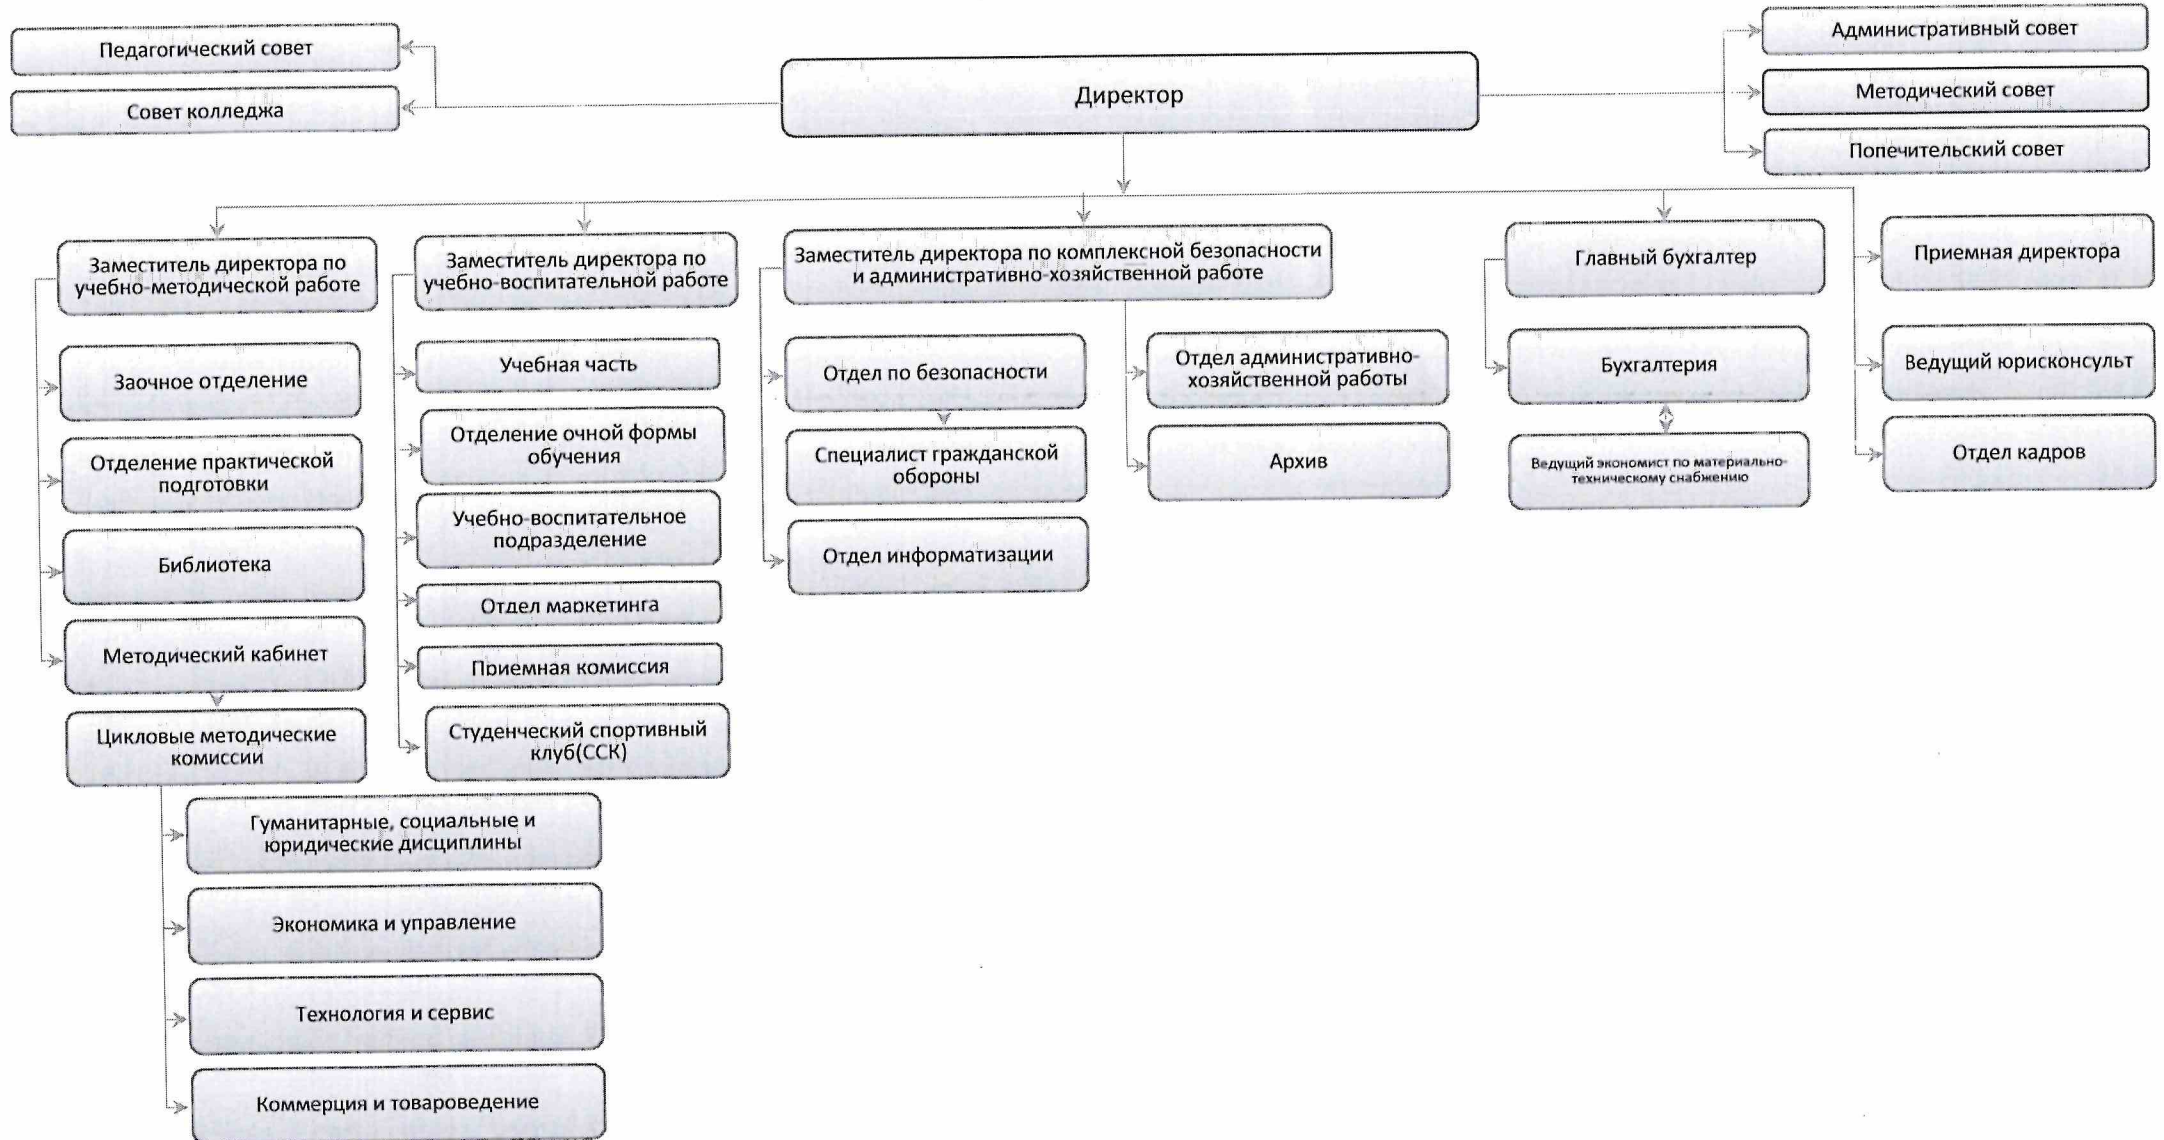 Педагогический совет
Совет колледжа
Директор
Административный совет
Методический совет
Попечительский совет
Заместитель директора по
учебно-методической работе
Заочное отделение
Отделение практической
подготовки
Библиотека
Методический кабинет
Цикловые методические
комиссии
Гуманитарные, социальные и
юридические дисциплины
Экономика и управление
Технология и сервис
Коммерция и товароведение
Заместитель директора по
учебно-воспитательной работе
Учебная часть
Отделение очной формы
обучения
Учебно-воспитательное
подразделение
Отдел маркетинга
Приемная комиссия
Студенческий спортивный
клуб(ССК)
Заместитель директора по комплексной безопасности
и административно-хозяйственной работе
Отдел по безопасности
Специалист гражданской
обороны
Отдел информатизации
Отдел административно-
хозяйственной работы
Архив
Главный бухгалтер
Бухгалтерия
Ведущий экономист по материально-
техническому снабжению
Приемная директора
Ведущий юрисконсульт
Отдел кадров